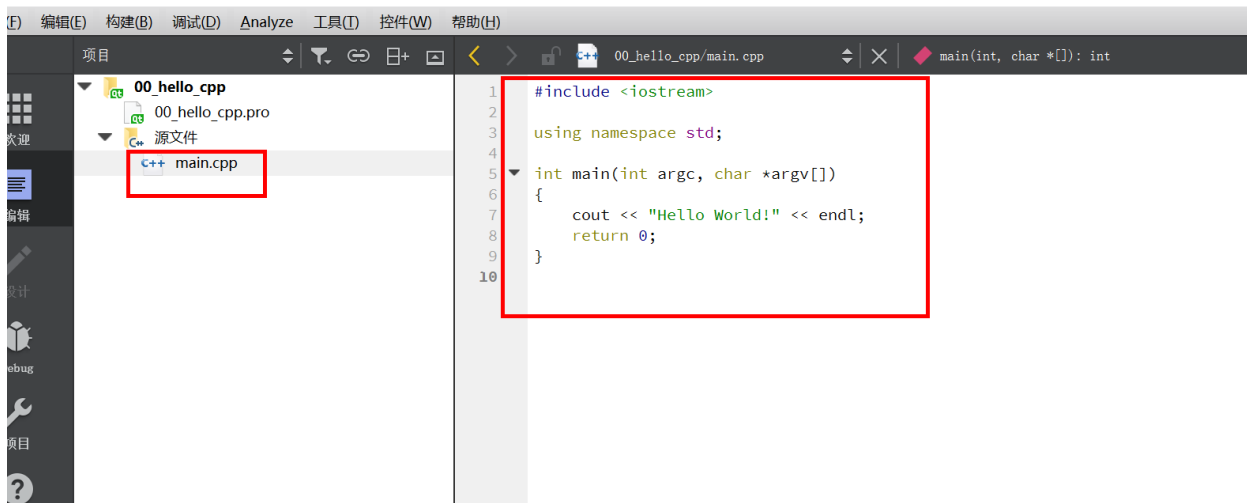 (F) 编辑(E) 构建(B) 调试(D) Analyze 工具(T) 控件(W) 帮助(H)
项目
00_hello_cpp/main.cpp
main(int, char *[]): int
欢迎
编辑
设计
ebug
项目
00_hello_cpp
00_hello_cpp.pro
源文件
main.cpp
1 #include <iostream>
2
3 using namespace std;
4
5 int main(int argc, char *argv[])
6 {
7 cout << "Hello World!" << endl;
8 return 0;
9 }
10